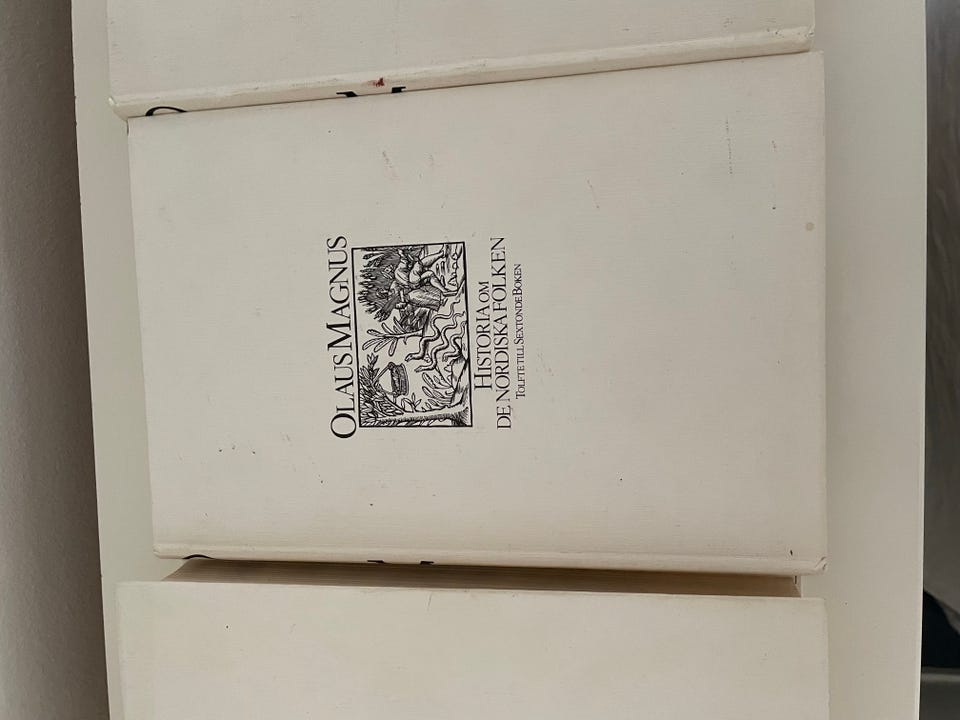 OLAUS MAGNUS
HISTORIA OM
DE NORDISKA FOLKEN
TOLFTE TILL SEXTONDE BOKEN